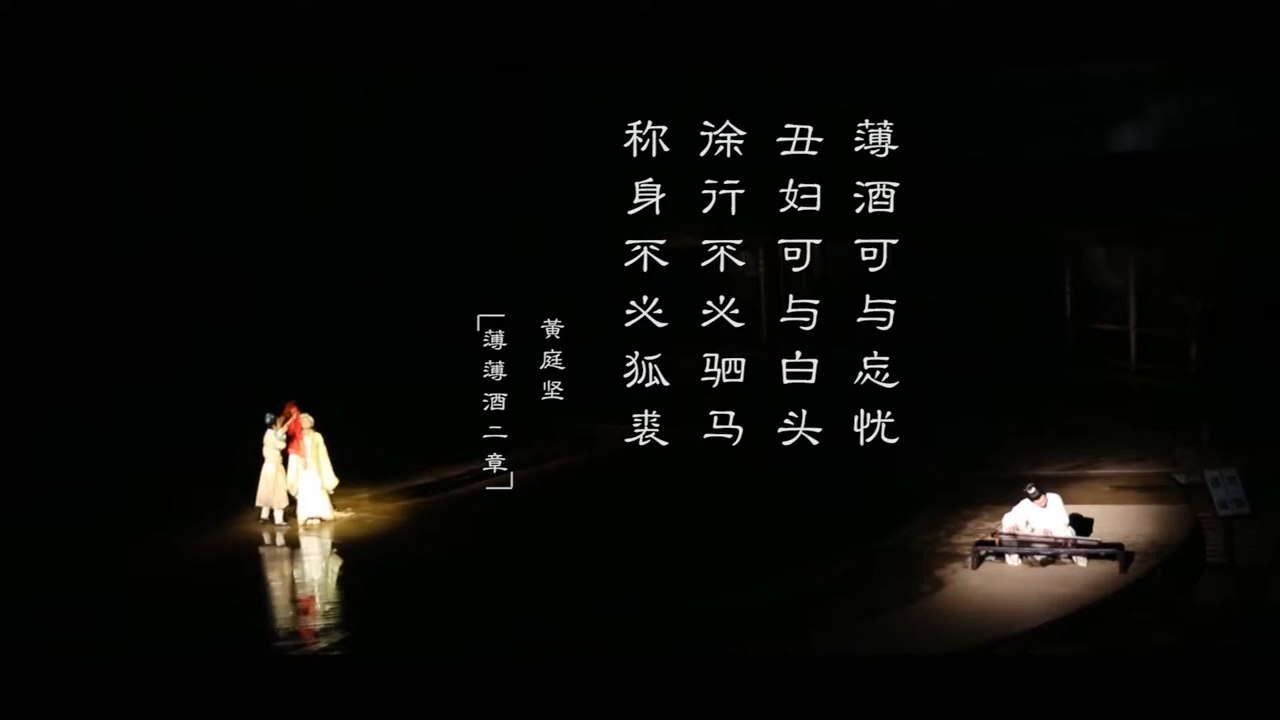 薄酒可与忘忧
丑妇可与白头
徐行不必驷马
称身不必狐裘
黄庭坚
「薄薄酒二章」